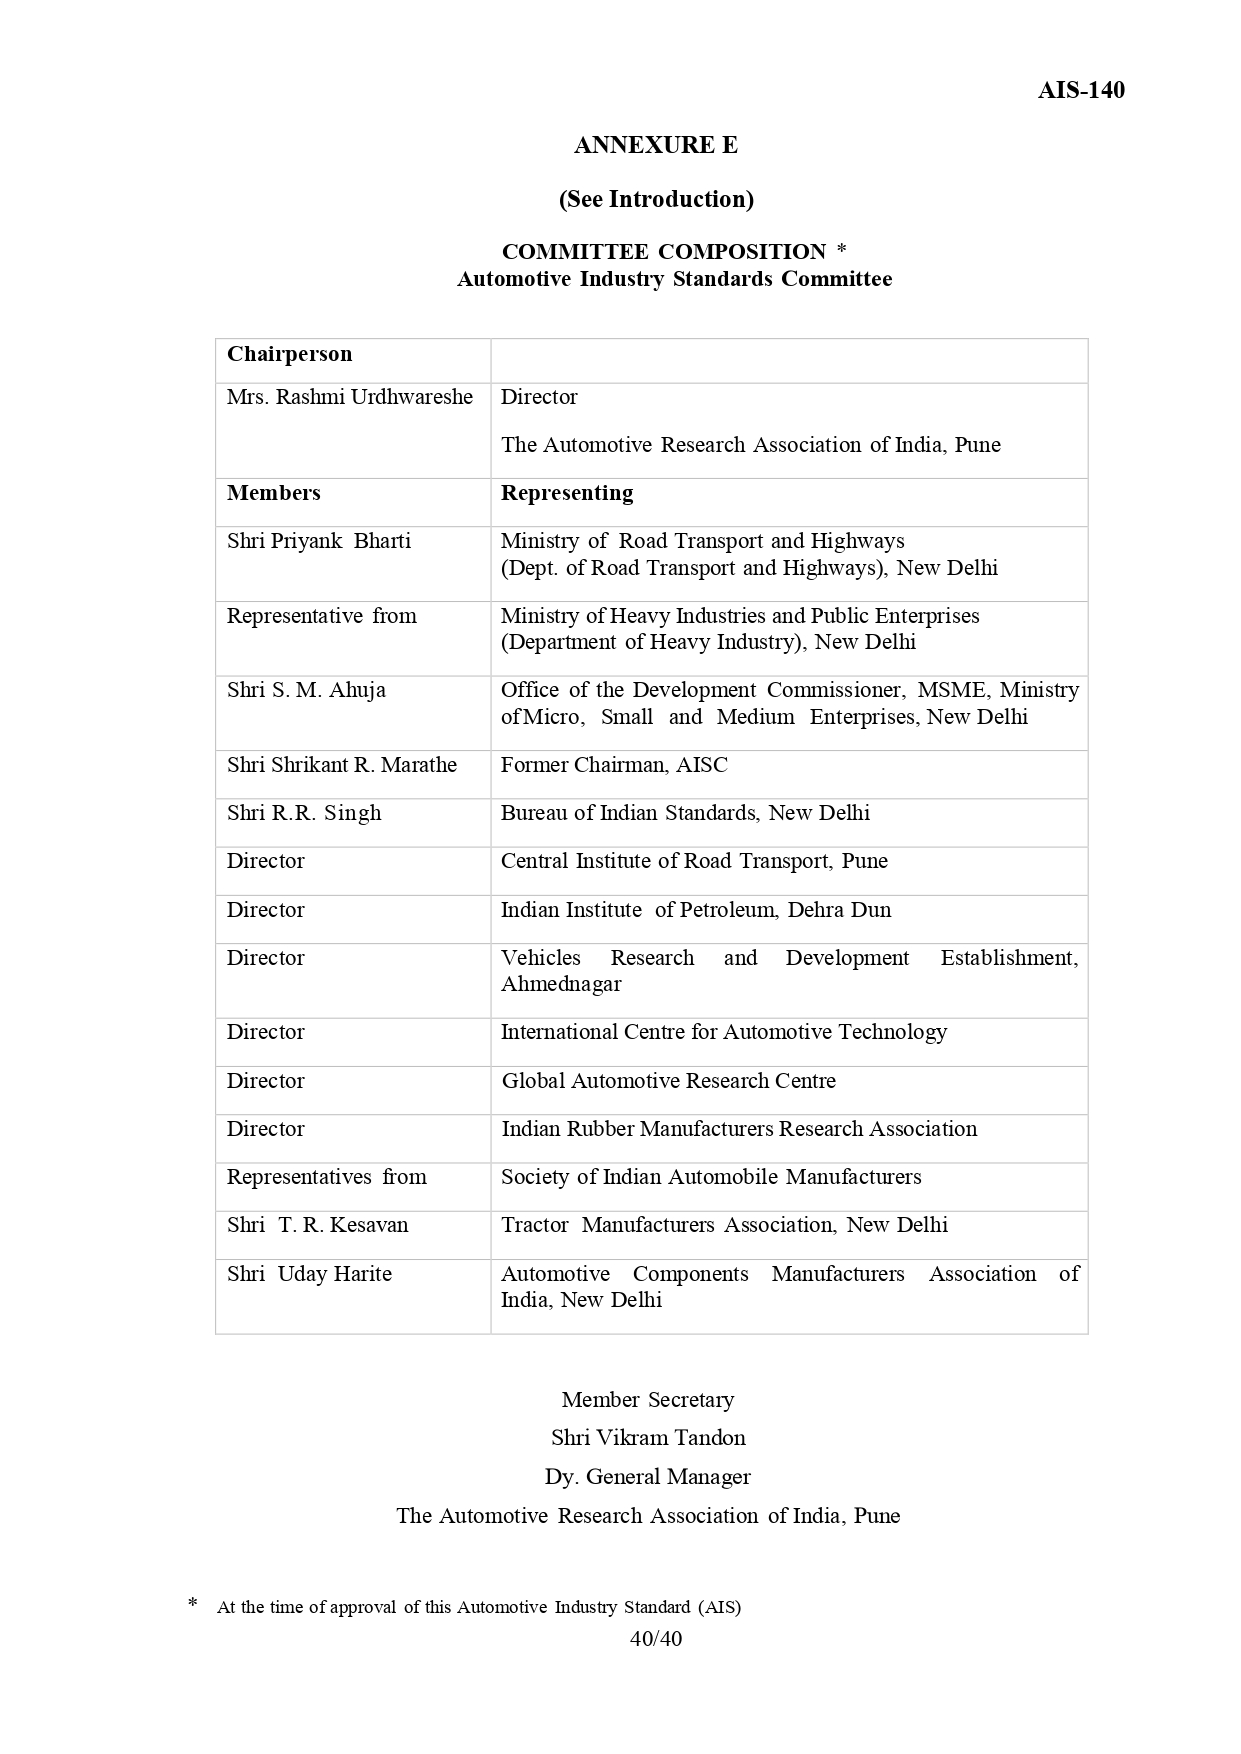 AIS-140
ANNEXURE E
(See Introduction)
COMMITTEE COMPOSITION *
Automotive Industry Standards Committee
Chairperson
Mrs. Rashmi Urdhwareshe Director
The Automotive Research Association of India, Pune
Members Representing
Shri Priyank Bharti Ministry of Road Transport and Highways
(Dept. of Road Transport and Highways), New Delhi
Representative from Ministry of Heavy Industries and Public Enterprises
(Department of Heavy Industry), New Delhi
Shri S. M. Ahuja Office of the Development Commissioner, MSME, Ministry
ofMicro, Small and Medium Enterprises, New Delhi
Shri Shrikant R. Marathe Former Chairman, AISC
Shri R.R. Singh Bureau of Indian Standards, New Delhi
Director Central Institute of Road Transport, Pune
Director Indian Institute of Petroleum, Dehra Dun
Director Vehicles Research and Development Establishment,
Ahmednagar
Director International Centre for Automotive Technology
Director Global Automotive Research Centre
Director Indian Rubber Manufacturers Research Association
Representatives from Society of Indian Automobile Manufacturers
Shri T. R. Kesavan Tractor Manufacturers Association, New Delhi
Shri Uday Harite Automotive Components Manufacturers Association of
India, New Delhi
Member Secretary
Shri Vikram Tandon
Dy. General Manager
The Automotive Research Association of India, Pune
* At the time of approval of this Automotive Industry Standard (AIS)
40/40